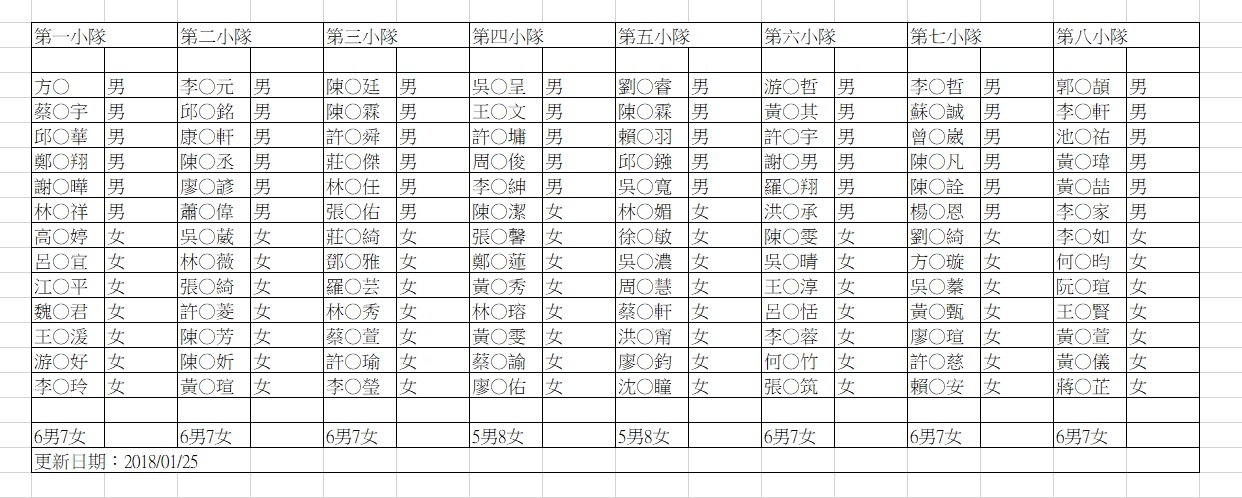 第一小隊 第二小隊 第三小隊 第四小隊 第五小隊 第六小隊 第七小隊 第八小隊
方○ 男 李○元 男 陳○廷 男 吳○呈 男 劉○睿 男 游○哲 男 李○哲 男 郭○頡 男
蔡○宇 男 邱○銘 男 陳○霖 男 王○文 男 陳○霖 男 黃○其 男 蘇○誠 男 李○軒 男
邱○華 男 康○軒 男 許○舜 男 許○墉 男 賴○羽 男 許○宇 男 曾○崴 男 池○祐 男
鄭○翔 男 陳○丞 男 莊○傑 男 周○俊 男 邱○鏹 男 謝○男 男 陳○凡 男 黃○瑋 男
謝○曄 男 廖○諺 男 林○任 男 李○紳 男 吳○寬 男 羅○翔 男 陳○詮 男 黃○喆 男
林○祥 男 蕭○偉 男 張○佑 男 陳○潔 女 林○媚 女 洪○承 男 楊○恩 男 李○家 男
高○婷 女 吳○葳 女 莊○綺 女 張○馨 女 徐○敏 女 陳○雯 女 劉○綺 女 李○如 女
呂○宜 女 林○薇 女 鄧○雅 女 鄭○蓮 女 吳○濃 女 吳○晴 女 方○璇 女 何○昀 女
江○平 女 張○綺 女 羅○芸 女 黃○秀 女 周○慧 女 王○淳 女 吳○蓁 女 阮○瑄 女
魏○君 女 許○菱 女 林○秀 女 林○瑢 女 蔡○軒 女 呂○恬 女 黃○甄 女 王○賢 女
王○湲 女 陳○芳 女 蔡○萱 女 黃○雯 女 洪○甯 女 李○蓉 女 廖○瑄 女 黃○萱 女
游○好 女 陳○妡 女 許○瑜 女 蔡○諭 女 廖○鈞 女 何○竹 女 許○慈 女 黃○儀 女
李○玲 女 黃○瑄 女 李○瑩 女 廖○佑 女 沈○曈 女 張○筑 女 賴○安 女 蔣○芷 女
6男7女 6男7女 6男7女 5男8女 5男8女 6男7女 6男7女 6男7女
更新日期：2018/01/25